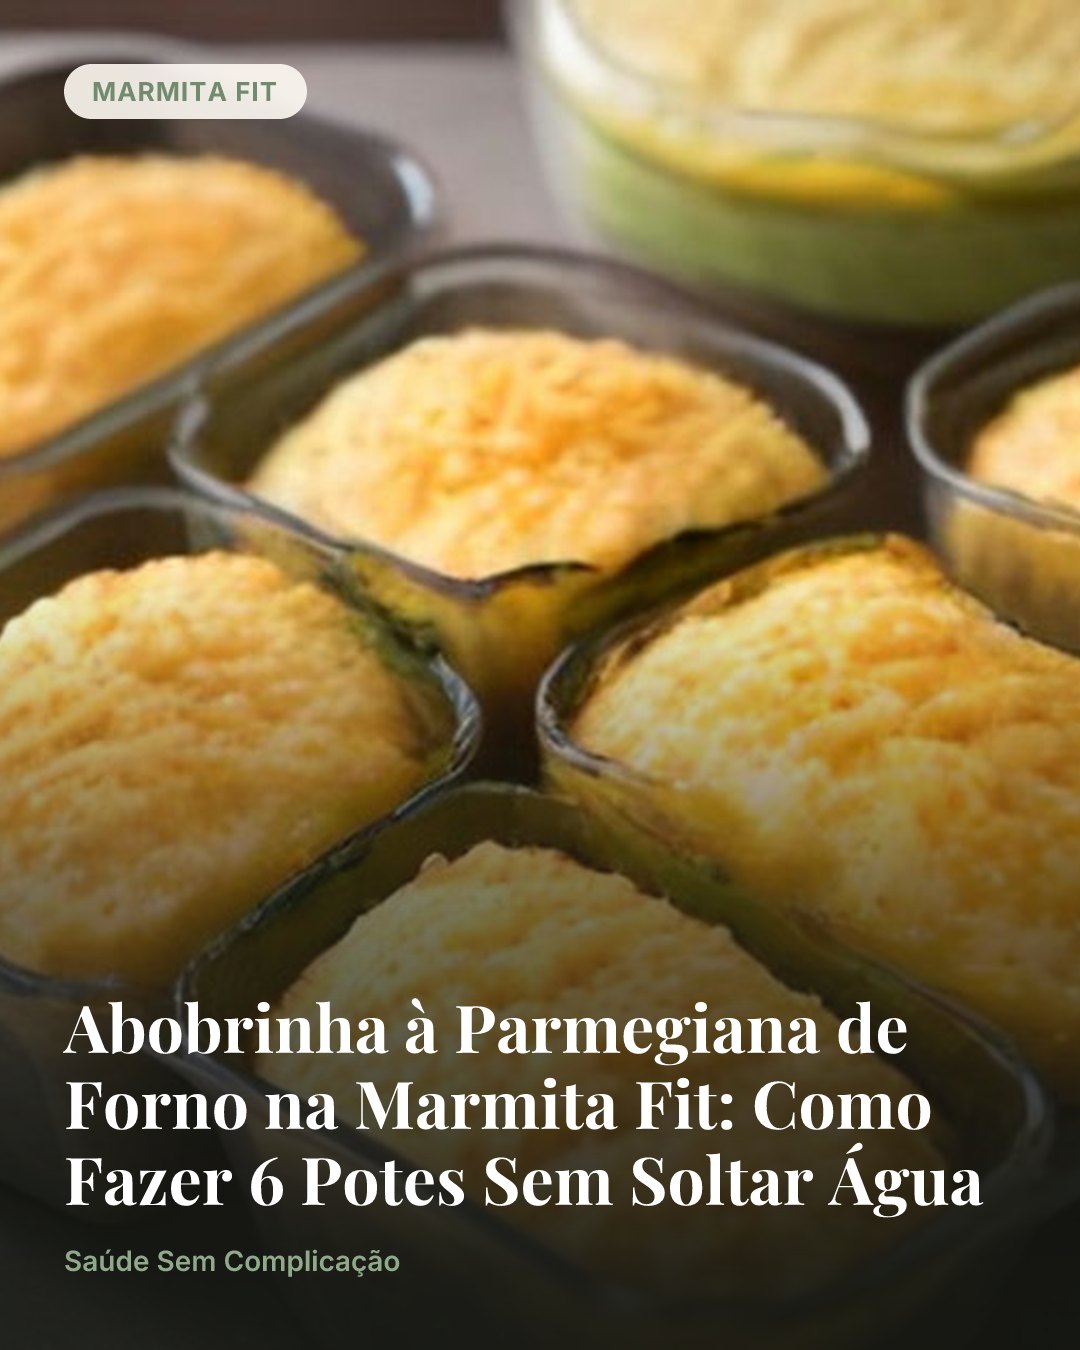 MARMITA FIT
Abobrinha à Parmegiana de
Forno na Marmita Fit: Como
Fazer 6 Potes Sem Soltar Água
Saúde Sem Complicação